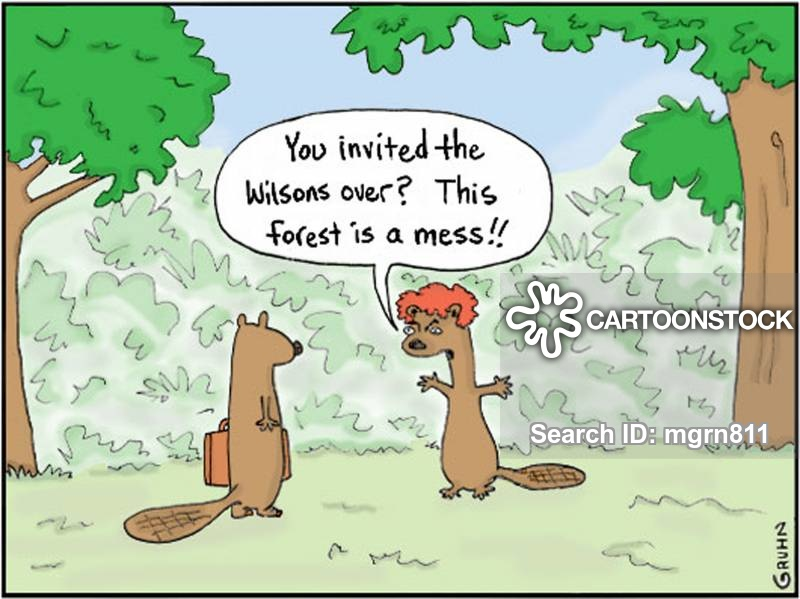 You invited the
Wilsons over? This
forest is a mess!!
CARTOONSTOCK
Search ID: mgrn811
GRUHN